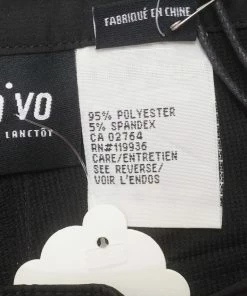 FABRIQUÉ EN CHINE
VO
LANCTÔT
95% POLYESTER
5% SPANDEX
CA 02764
RN#119936
CARE/ENTRETIEN
SEE REVERSE/
VOIR L'ENDOS